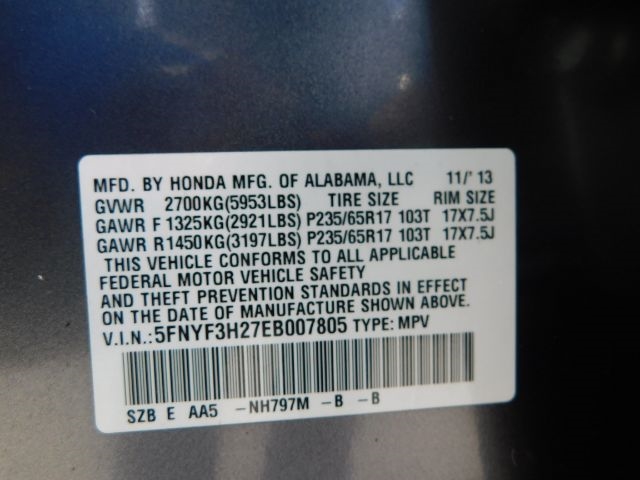 MFD. BY HONDA MFG. OF ALABAMA, LLC 11/'13
GVWR 2700KG(5953LBS) TIRE SIZE RIM SIZE
GAWR F 1325KG(2921LBS) P235/65R17 103T 17X7.5J
GAWR R 1450KG(3197LBS) P235/65R17 103T 17X7.5J
THIS VEHICLE CONFORMS TO ALL APPLICABLE
FEDERAL MOTOR VEHICLE SAFETY
AND THEFT PREVENTION STANDARDS IN EFFECT
ON THE DATE OF MANUFACTURE SHOWN ABOVE.
V.I.N.:5FNYF3H27EB007805 TYPE: MPV
SZB E AA5 -NH797M -B -B